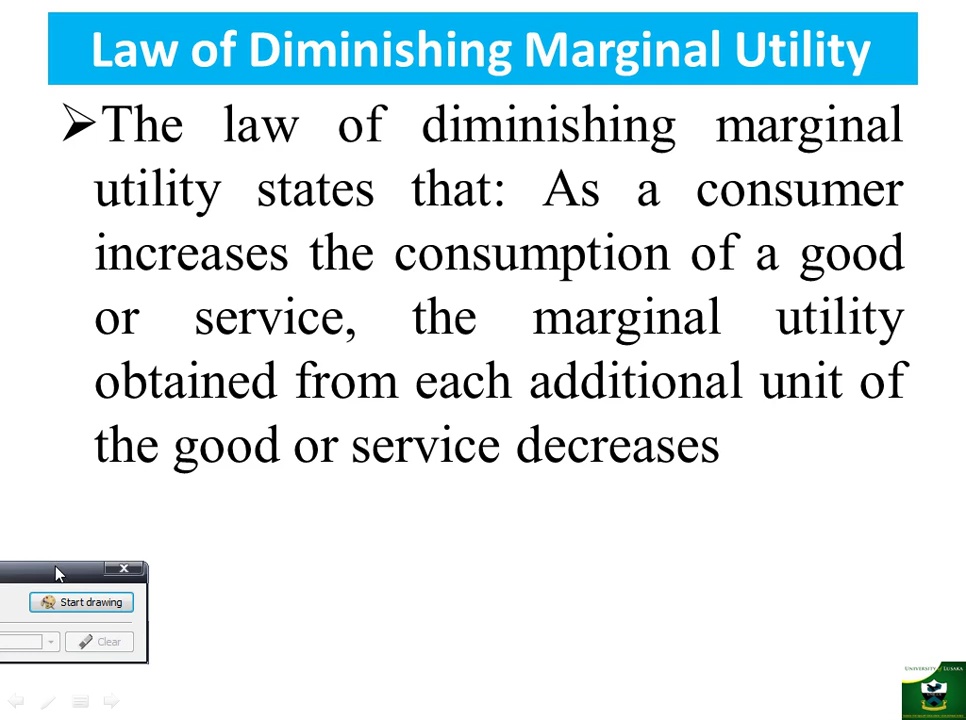 Law of Diminishing Marginal Utility
➢The law of diminishing marginal
utility states that: As a consumer
increases the consumption of a good
or service, the marginal utility
obtained from each additional unit of
the good or service decreases
Start drawing
Clear
UNIVERSITY of LUSAKA